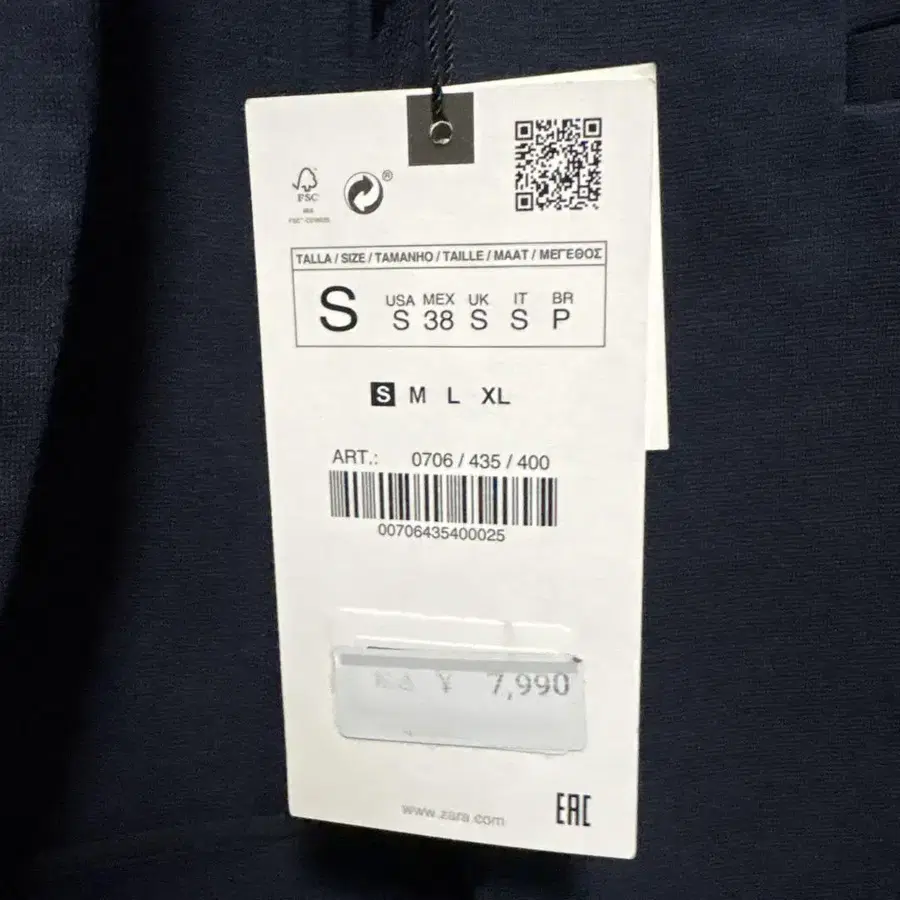 FSC
®
TALLA / SIZE / TAMANHO / TAILLE / MAAT / ΜΕΓΕΘΟΣ
S
USA MEX UK IT BR
S 38 S S P
S M L XL
ART.: 0706 / 435 / 400
00706435400025
¥ 7,990
www.zara.com
EAC